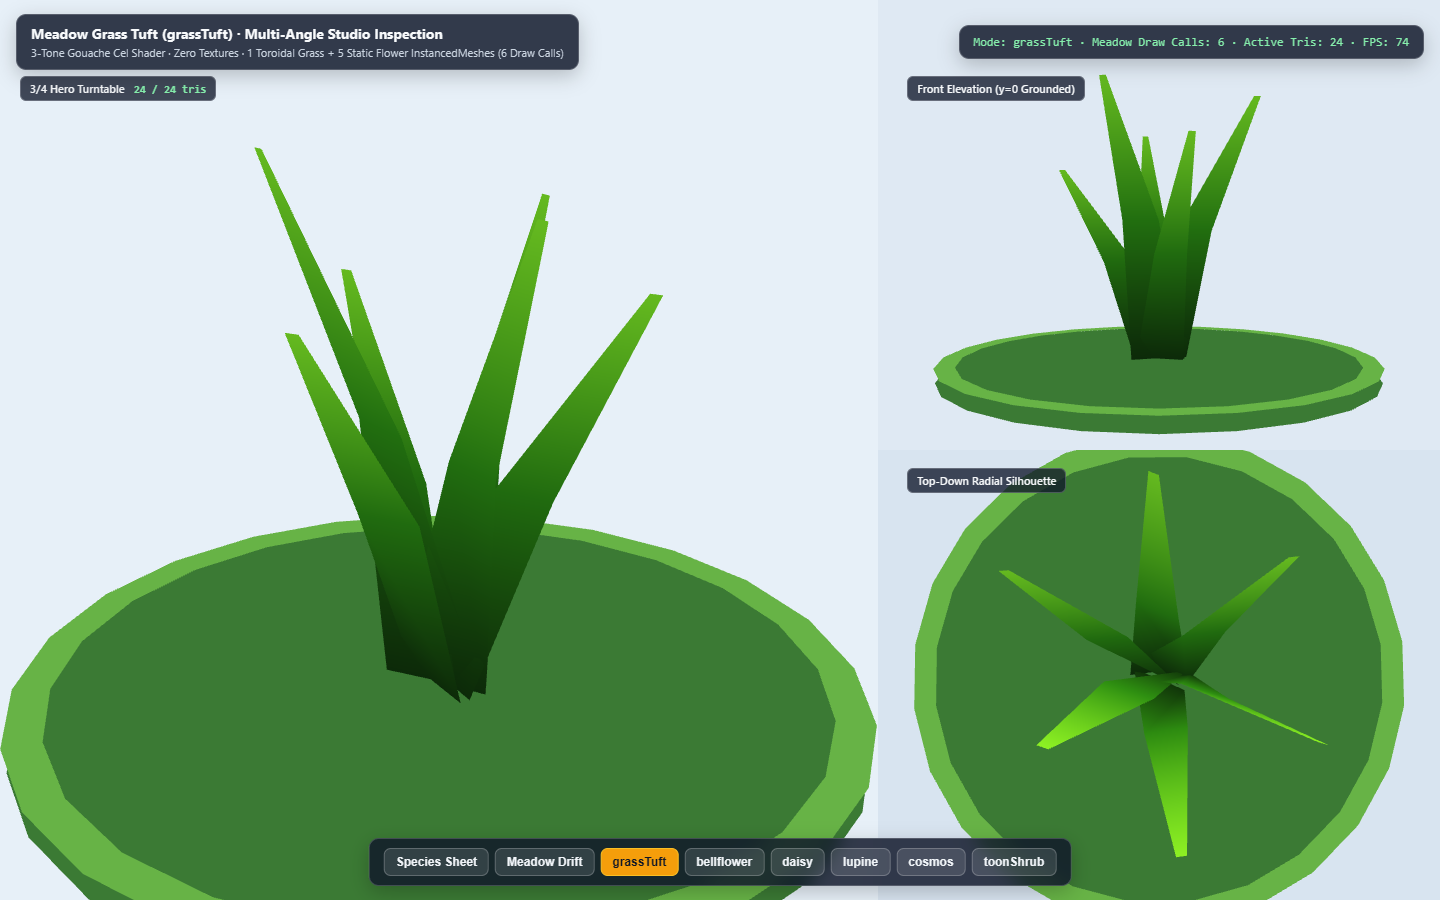 Meadow Grass Tuft (grassTuft) · Multi-Angle Studio Inspection
3-Tone Gouache Cel Shader · Zero Textures · 1 Toroidal Grass + 5 Static Flower InstancedMeshes (6 Draw Calls)
Mode: grassTuft · Meadow Draw Calls: 6 · Active Tris: 24 · FPS: 74
3/4 Hero Turntable 24 / 24 tris
Front Elevation (y=0 Grounded)
Top-Down Radial Silhouette
Species Sheet Meadow Drift grassTuft bellflower daisy lupine cosmos toonShrub